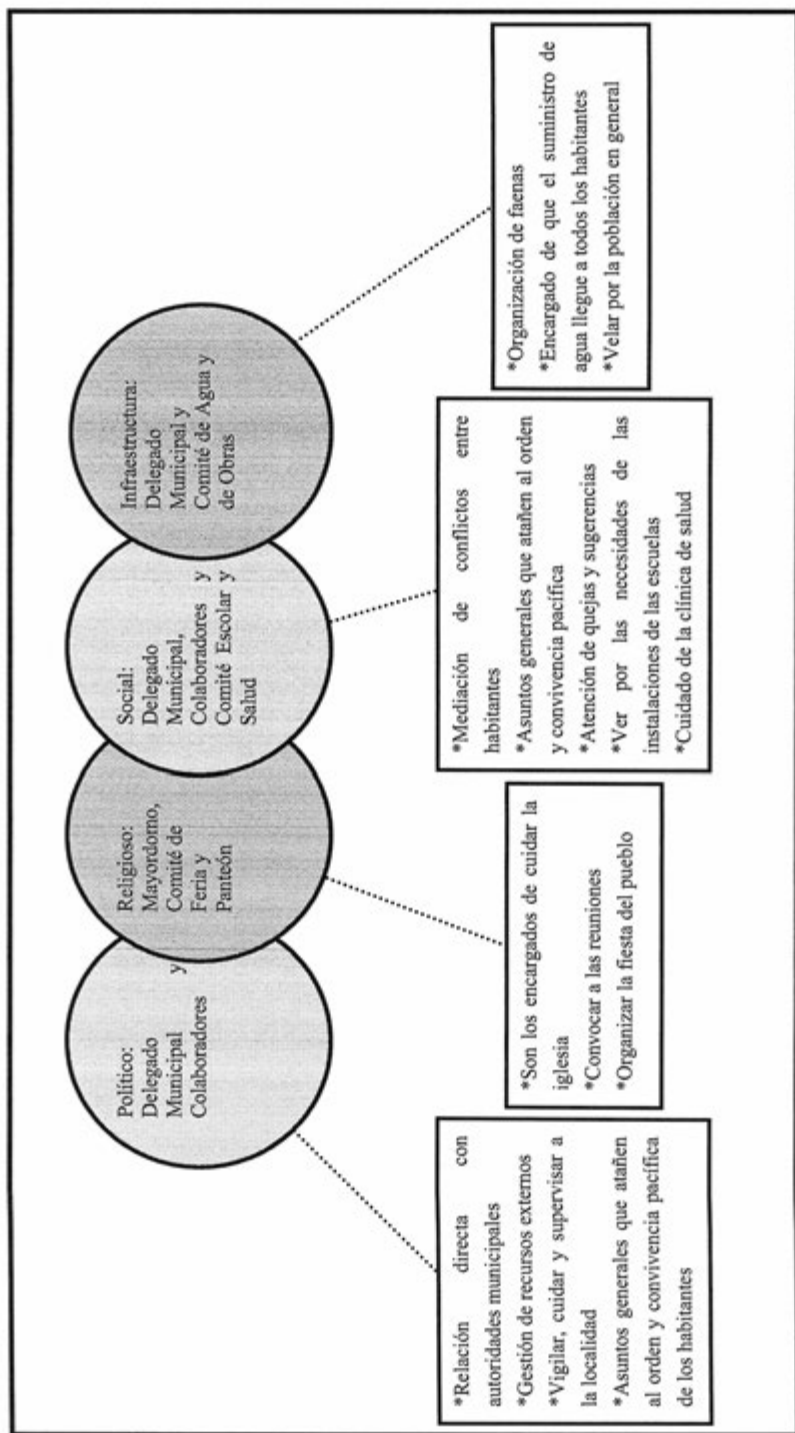 Político:
Delegado
Municipal y
Colaboradores
Religioso:
Mayordomo,
Comité de
Feria y
Panteón
Social:
Delegado
Municipal,
Colaboradores y
Comité Escolar y
Salud
Infraestructura:
Delegado
Municipal y
Comité de Agua y
de Obras
*Relación directa con
autoridades municipales
*Gestión de recursos externos
*Vigilar, cuidar y supervisar a
la localidad
*Asuntos generales que atañen
al orden y convivencia pacífica
de los habitantes
*Son los encargados de cuidar la
iglesia
*Convocar a las reuniones
*Organizar la fiesta del pueblo
*Mediación de conflictos entre
habitantes
*Asuntos generales que atañen al orden
y convivencia pacífica
*Atención de quejas y sugerencias
*Ver por las necesidades de las
instalaciones de las escuelas
*Cuidado de la clínica de salud
*Organización de faenas
*Encargado de que el suministro de
agua llegue a todos los habitantes
*Velar por la población en general